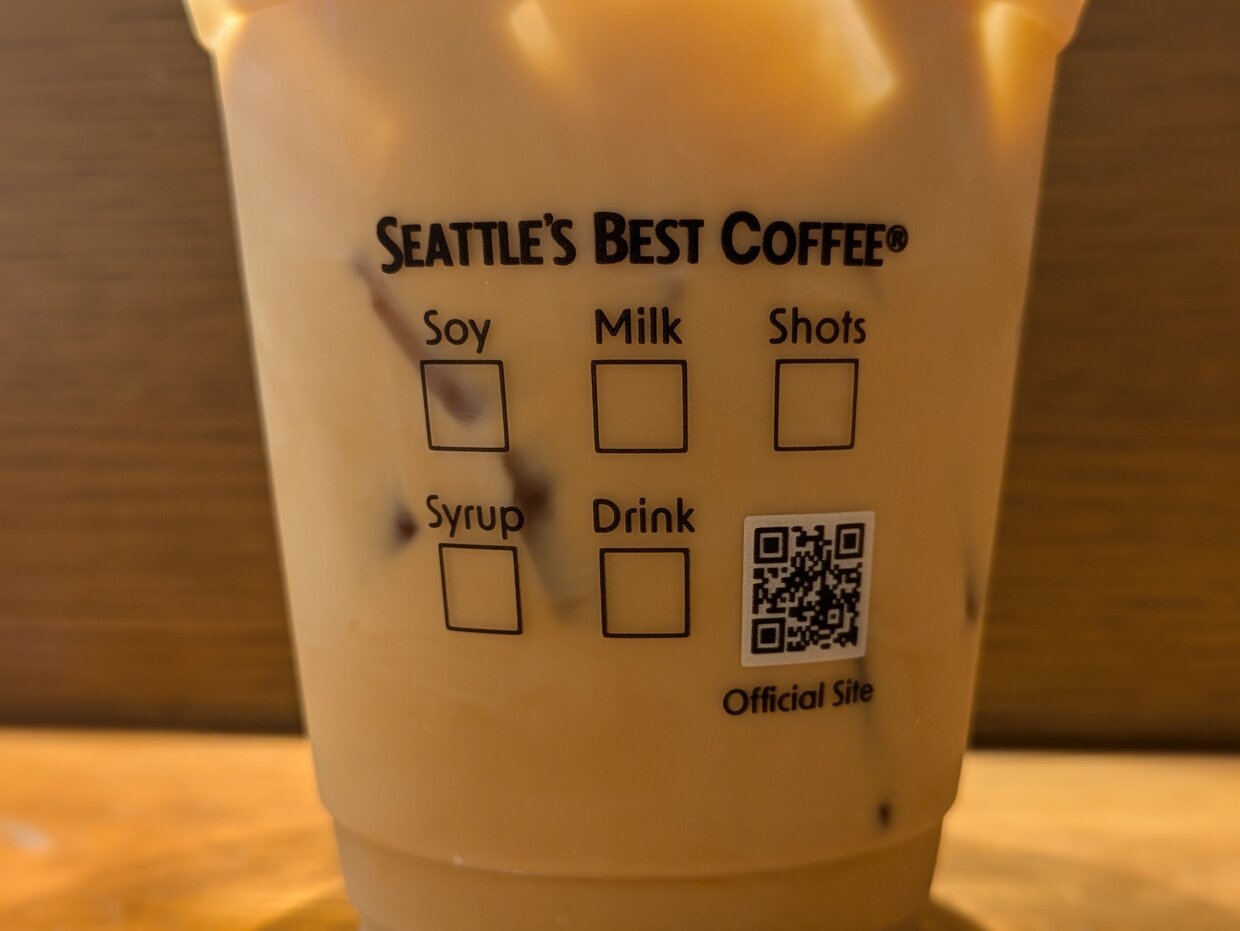 SEATTLE'S BEST COFFEE®
Soy Milk Shots
Syrup Drink
Official Site